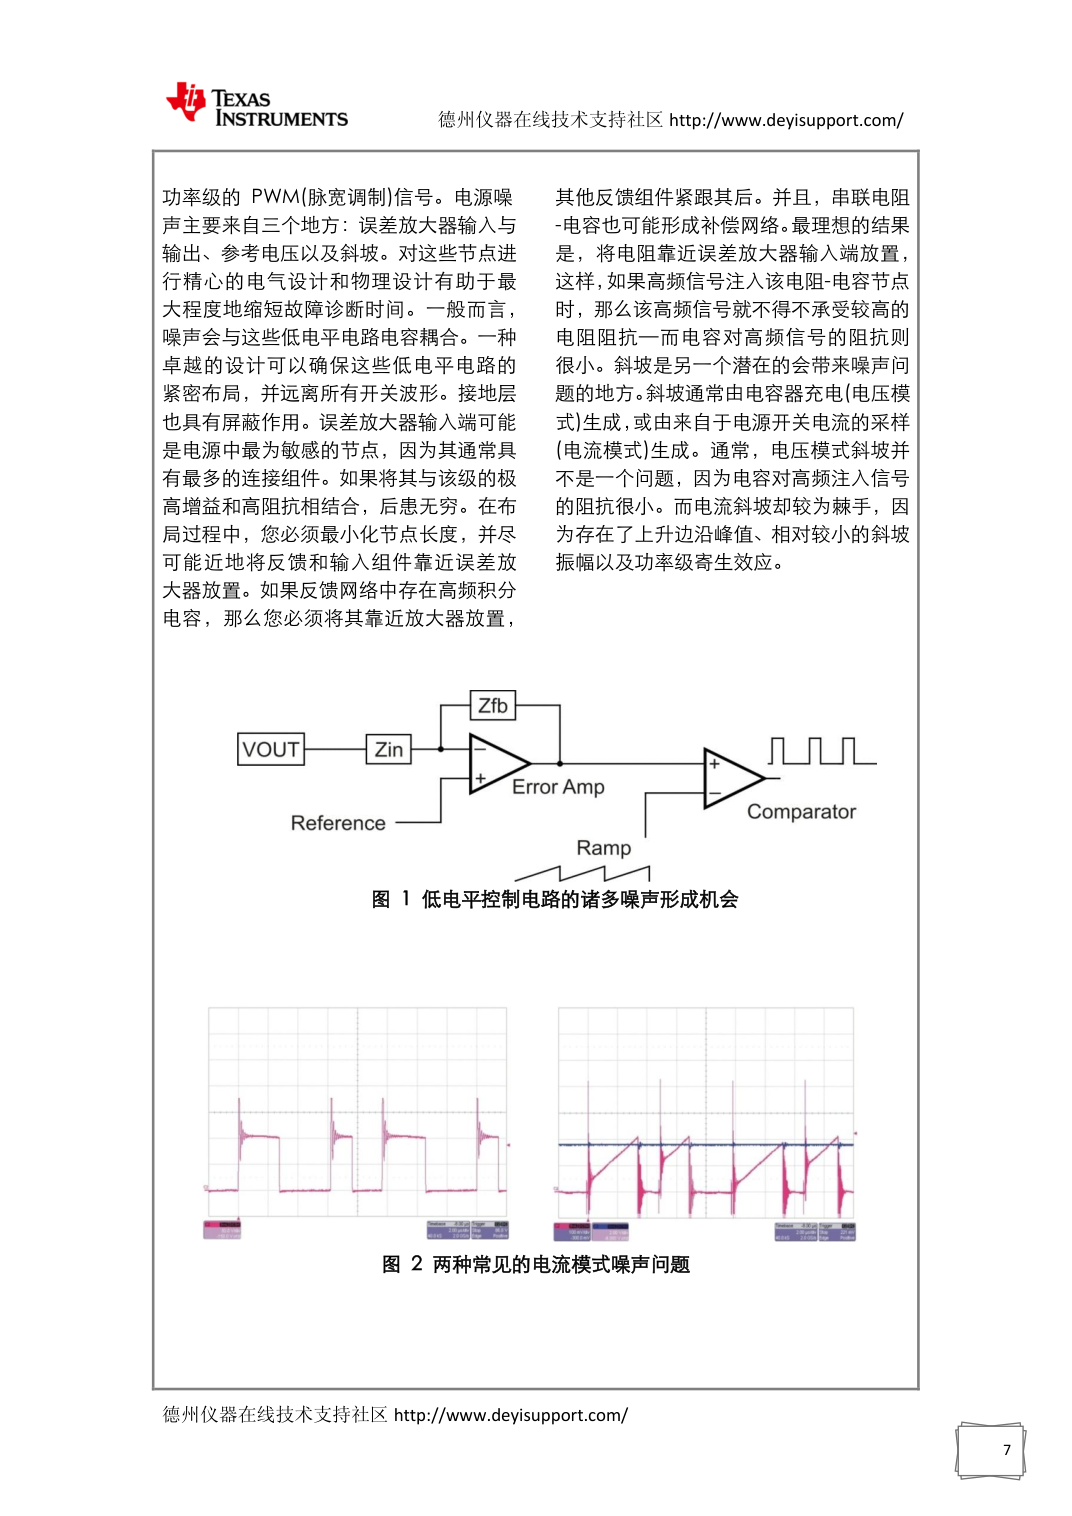 TEXAS
INSTRUMENTS
德州仪器在线技术支持社区 http://www.deyisupport.com/
功率级的 PWM(脉宽调制)信号。电源噪
声主要来自三个地方：误差放大器输入与
输出、参考电压以及斜坡。对这些节点进
行精心的电气设计和物理设计有助于最
大程度地缩短故障诊断时间。一般而言，
噪声会与这些低电平电路电容耦合。一种
卓越的设计可以确保这些低电平电路的
紧密布局，并远离所有开关波形。接地层
也具有屏蔽作用。误差放大器输入端可能
是电源中最为敏感的节点，因为其通常具
有最多的连接组件。如果将其与该级的极
高增益和高阻抗相结合，后患无穷。在布
局过程中，您必须最小化节点长度，并尽
可能近地将反馈和输入组件靠近误差放
大器放置。如果反馈网络中存在高频积分
电容，那么您必须将其靠近放大器放置，
其他反馈组件紧跟其后。并且，串联电阻
-电容也可能形成补偿网络。最理想的结果
是，将电阻靠近误差放大器输入端放置，
这样，如果高频信号注入该电阻-电容节点
时，那么该高频信号就不得不承受较高的
电阻阻抗—而电容对高频信号的阻抗则
很小。斜坡是另一个潜在的会带来噪声问
题的地方。斜坡通常由电容器充电(电压模
式)生成，或由来自于电源开关电流的采样
(电流模式)生成。通常，电压模式斜坡并
不是一个问题，因为电容对高频注入信号
的阻抗很小。而电流斜坡却较为棘手，因
为存在了上升边沿峰值、相对较小的斜坡
振幅以及功率级寄生效应。
Zfb
VOUT
Zin
Error Amp
Reference
Comparator
Ramp
图 1 低电平控制电路的诸多噪声形成机会
图 2 两种常见的电流模式噪声问题
德州仪器在线技术支持社区 http://www.deyisupport.com/
7